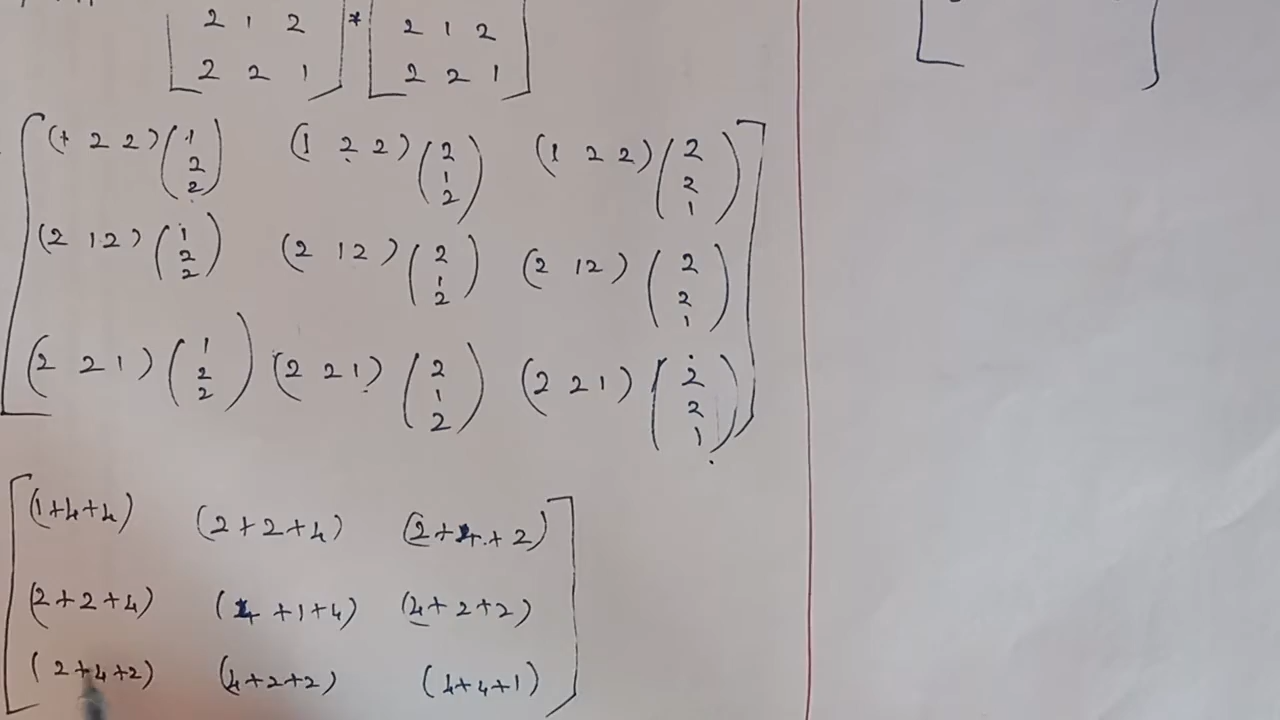 2 1 2 * 2 1 2
2 2 1 2 2 1
(1 2 2) (1 2 2) (1 2 2) (2 1 2) (1 2 2) (2 2 1)
(2 1 2) (1 2 2) (2 1 2) (2 1 2) (2 1 2) (2 2 1)
(2 2 1) (1 2 2) (2 2 1) (2 1 2) (2 2 1) (2 2 1)
(1+4+4) (2+2+4) (2+4+2)
(2+2+4) (4+1+4) (4+2+2)
(2+4+2) (4+2+2) (4+4+1)